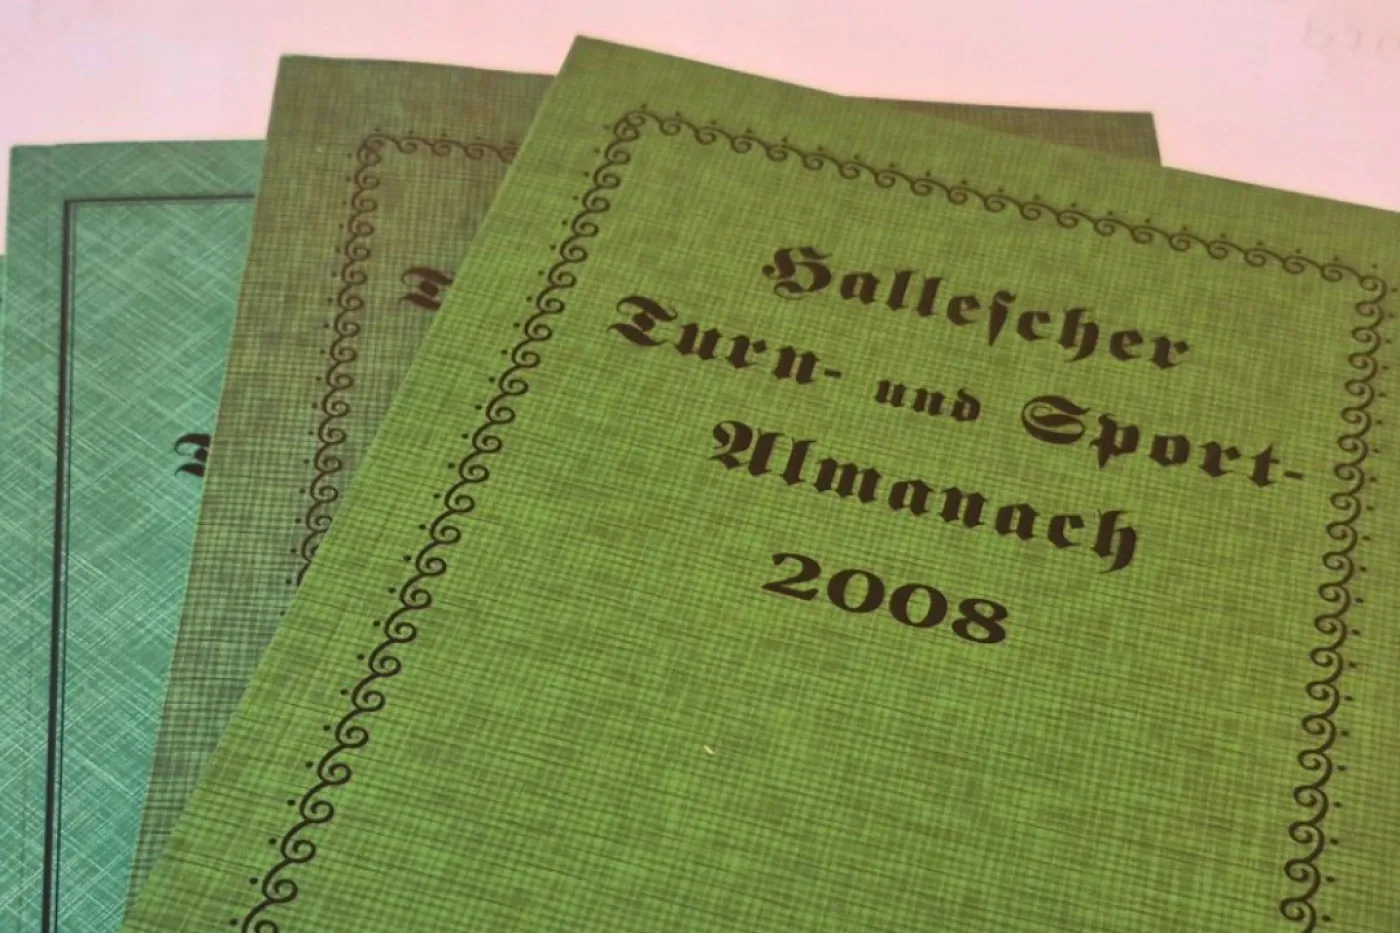 Halleſcher
Turn- und Sport-
Almanach
2008